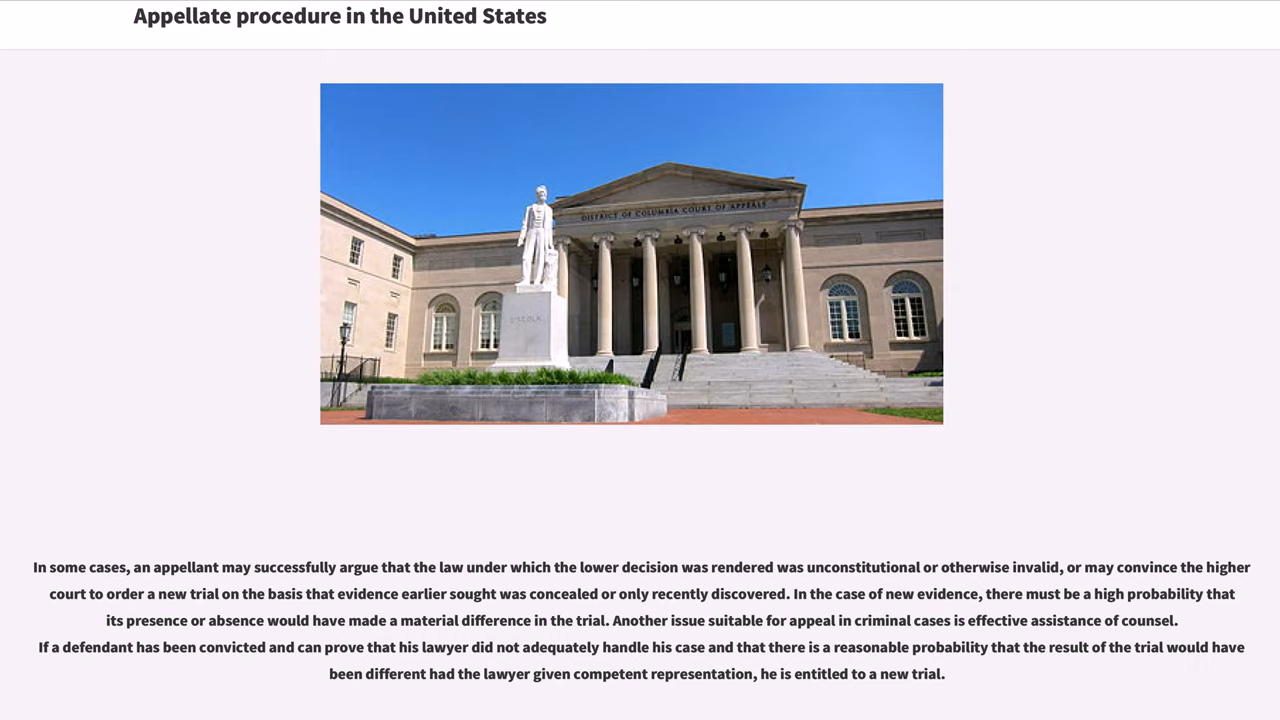 Appellate procedure in the United States
DISTRICT OF COLUMBIA COURT OF APPEALS
LINCOLN
In some cases, an appellant may successfully argue that the law under which the lower decision was rendered was unconstitutional or otherwise invalid, or may convince the higher
court to order a new trial on the basis that evidence earlier sought was concealed or only recently discovered. In the case of new evidence, there must be a high probability that
its presence or absence would have made a material difference in the trial. Another issue suitable for appeal in criminal cases is effective assistance of counsel.
If a defendant has been convicted and can prove that his lawyer did not adequately handle his case and that there is a reasonable probability that the result of the trial would have
been different had the lawyer given competent representation, he is entitled to a new trial.